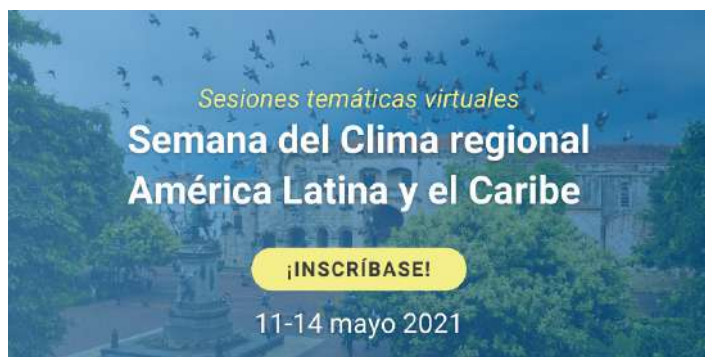 Sesiones temáticas virtuales
Semana del Clima regional
América Latina y el Caribe
¡INSCRÍBASE!
11-14 mayo 2021